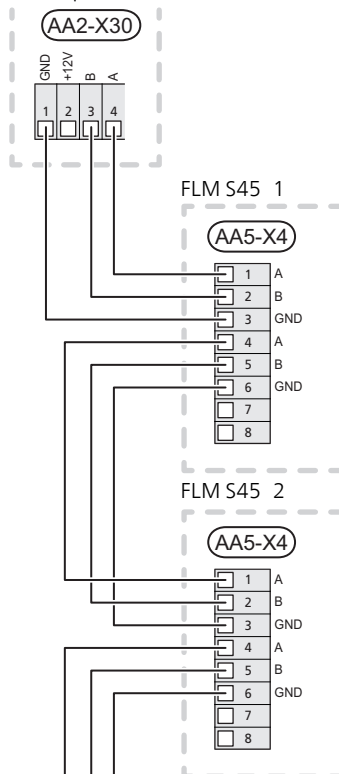 AA2-X30
GND +12V B A
1 2 3 4
FLM S45 1
AA5-X4
1 A
2 B
3 GND
4 A
5 B
6 GND
7
8
FLM S45 2
AA5-X4
1 A
2 B
3 GND
4 A
5 B
6 GND
7
8